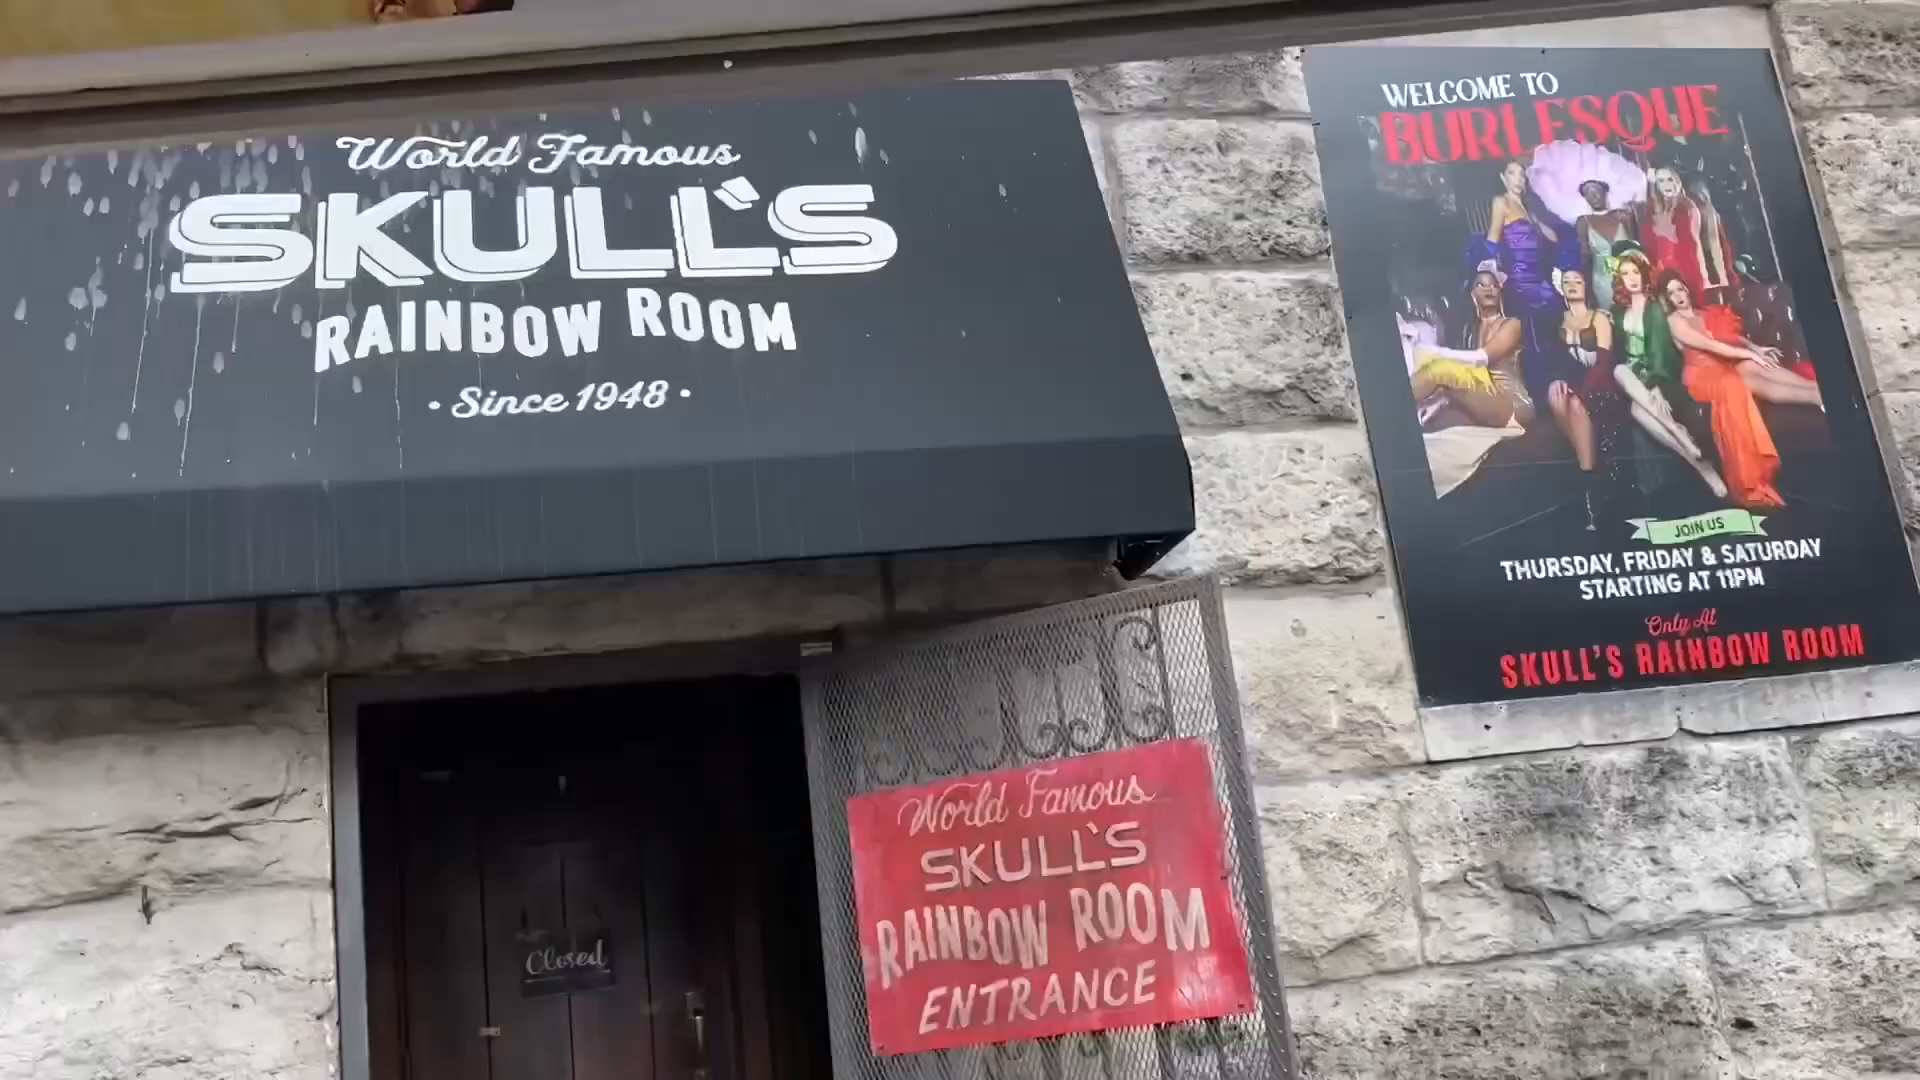 World Famous
SKULL'S
RAINBOW ROOM
• Since 1948 •
WELCOME TO
BURLESQUE
JOIN US
THURSDAY, FRIDAY & SATURDAY
STARTING AT 11PM
Only At
SKULL'S RAINBOW ROOM
World Famous
SKULL'S
RAINBOW ROOM
ENTRANCE
Closed